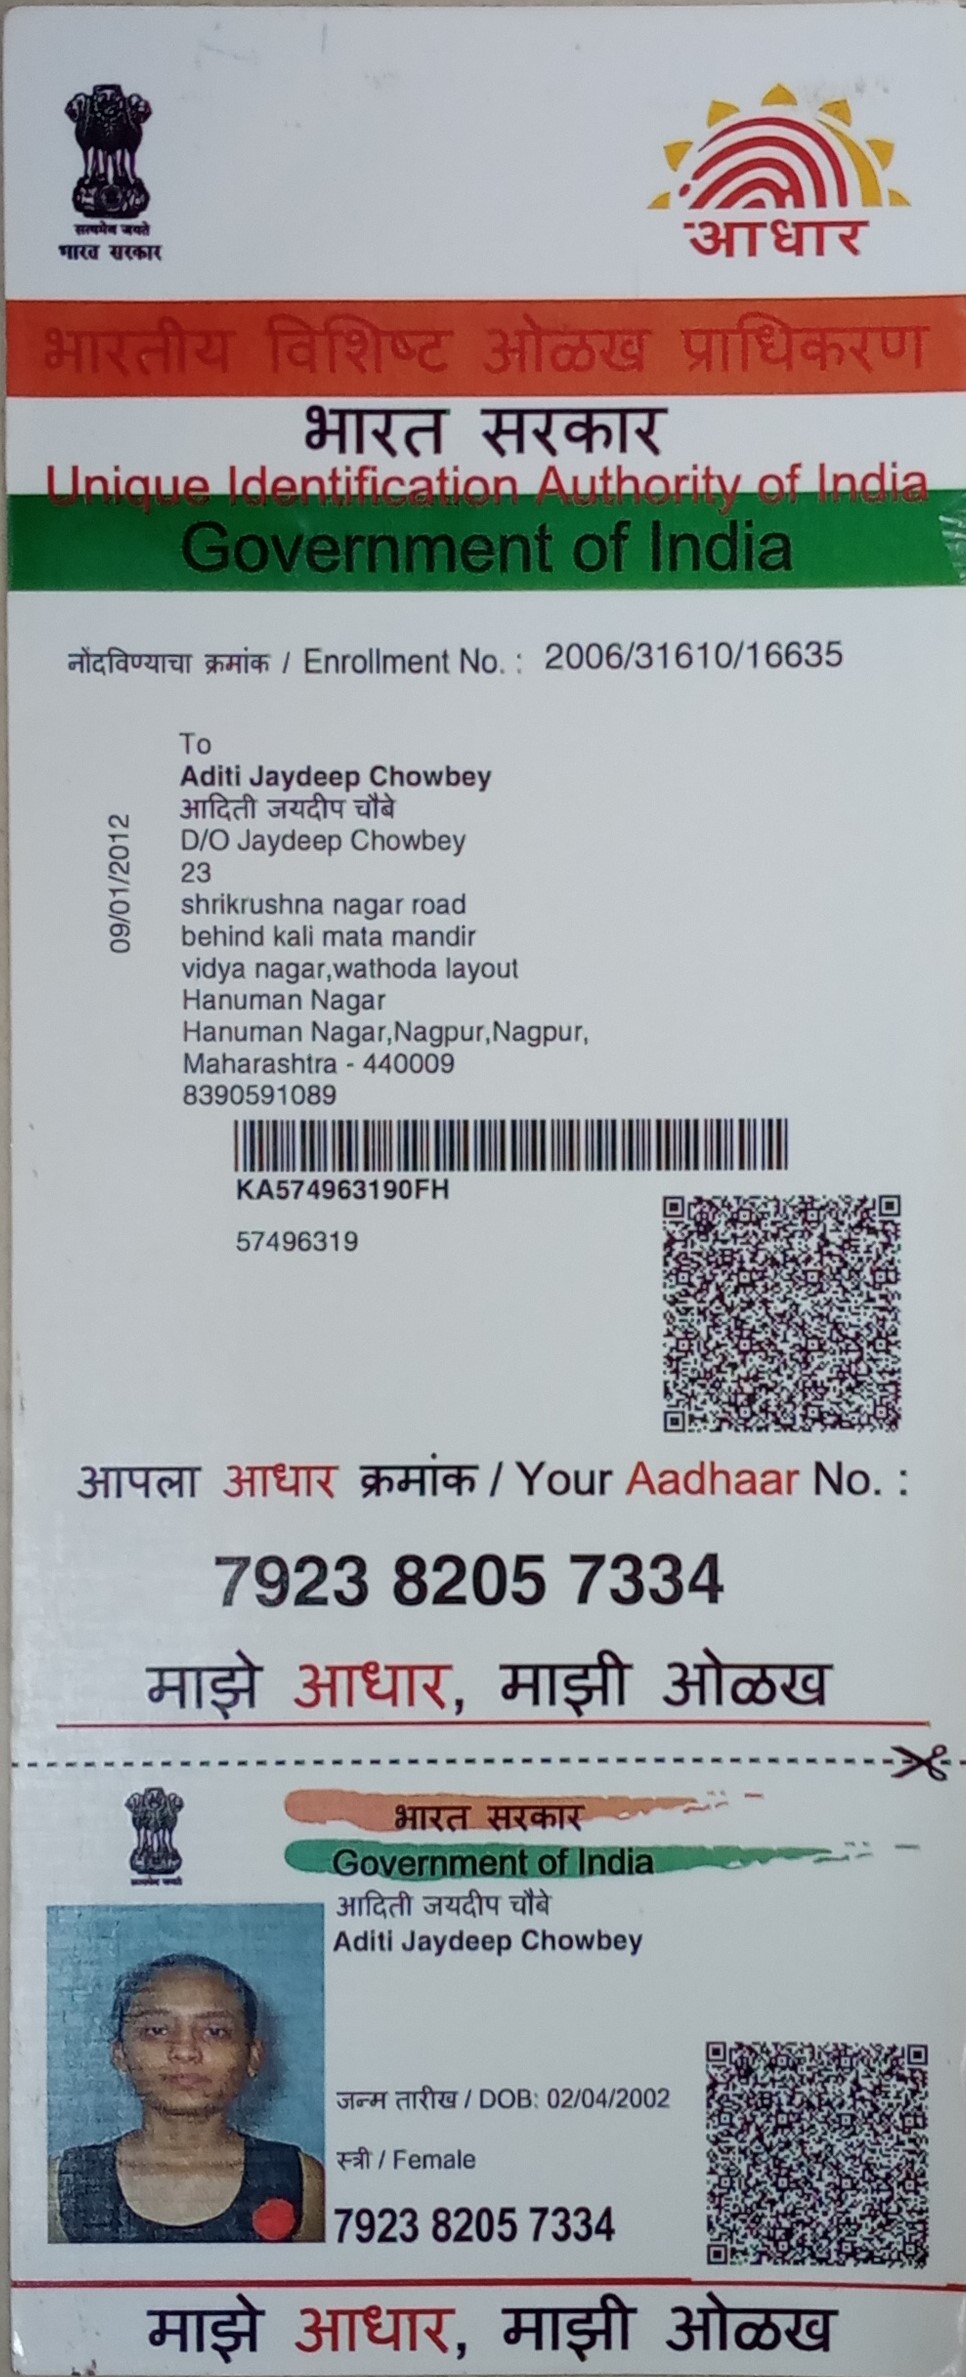 सत्यमेव जयते
भारत सरकार
आधार
भारतीय विशिष्ट ओळख प्राधिकरण
भारत सरकार
Unique Identification Authority of India
Government of India
नोंदविण्याचा क्रमांक / Enrollment No. : 2006/31610/16635
09/01/2012
To
Aditi Jaydeep Chowbey
आदिती जयदीप चौबे
D/O Jaydeep Chowbey
23
shrikrushna nagar road
behind kali mata mandir
vidya nagar,wathoda layout
Hanuman Nagar
Hanuman Nagar,Nagpur,Nagpur,
Maharashtra - 440009
8390591089
KA574963190FH
57496319
आपला आधार क्रमांक / Your Aadhaar No. :
7923 8205 7334
माझे आधार, माझी ओळख
भारत सरकार
Government of India
आदिती जयदीप चौबे
Aditi Jaydeep Chowbey
जन्म तारीख / DOB: 02/04/2002
स्त्री / Female
7923 8205 7334
माझे आधार, माझी ओळख